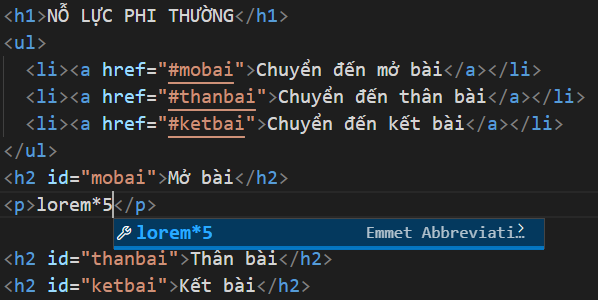 <h1>NỖ LỰC PHI THƯỜNG</h1>
<ul>
<li><a href="#mobai">Chuyển đến mở bài</a></li>
<li><a href="#thanbai">Chuyển đến thân bài</a></li>
<li><a href="#ketbai">Chuyển đến kết bài</a></li>
</ul>
<h2 id="mobai">Mở bài</h2>
<p>lorem*5</p>
lorem*5 Emmet Abbreviati…
<h2 id="thanbai">Thân bài</h2>
<h2 id="ketbai">Kết bài</h2>